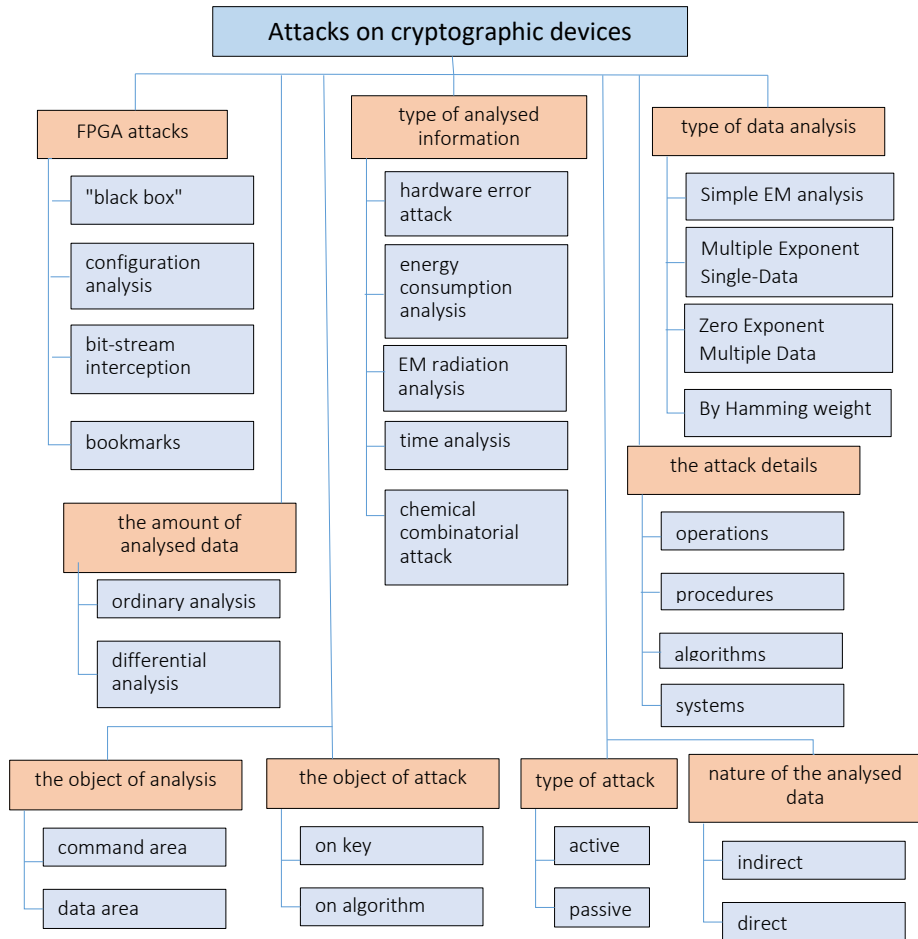 Attacks on cryptographic devices
FPGA attacks
"black box"
configuration
analysis
bit-stream
interception
bookmarks
type of analysed
information
hardware error
attack
energy
consumption
analysis
EM radiation
analysis
time analysis
chemical
combinatorial
attack
type of data analysis
Simple EM analysis
Multiple Exponent
Single-Data
Zero Exponent
Multiple Data
By Hamming weight
the amount of
analysed data
ordinary analysis
differential
analysis
the attack details
operations
procedures
algorithms
systems
the object of analysis
command area
data area
the object of attack
on key
on algorithm
type of attack
active
passive
nature of the analysed
data
indirect
direct